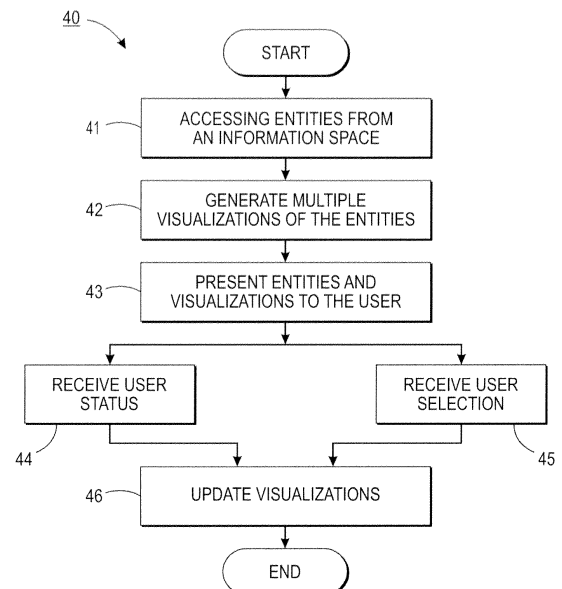 40
START
41
ACCESSING ENTITIES FROM
AN INFORMATION SPACE
42
GENERATE MULTIPLE
VISUALIZATIONS OF THE ENTITIES
43
PRESENT ENTITIES AND
VISUALIZATIONS TO THE USER
RECEIVE USER
STATUS
RECEIVE USER
SELECTION
44
45
46
UPDATE VISUALIZATIONS
END